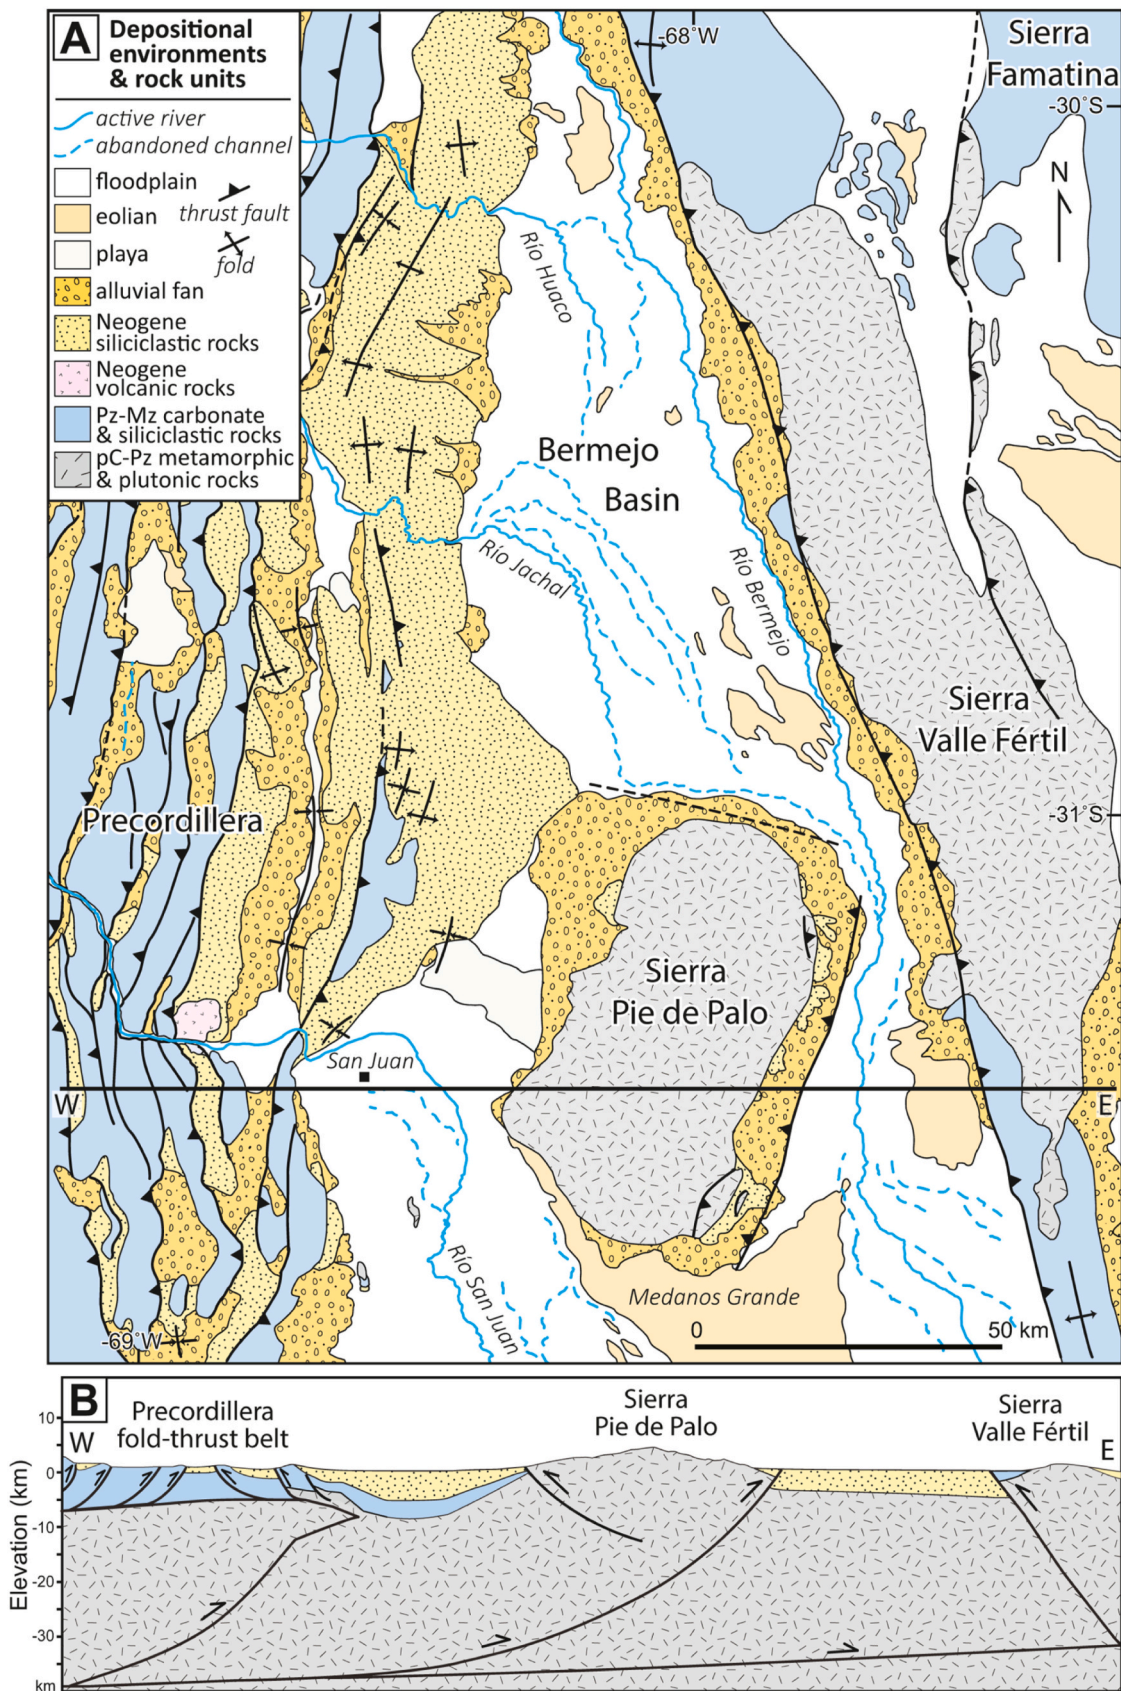 A
Depositional
environments
& rock units
active river
abandoned channel
floodplain
thrust fault
eolian
playa
fold
alluvial fan
Neogene
siliciclastic rocks
Neogene
volcanic rocks
Pz-Mz carbonate
& siliciclastic rocks
pC-Pz metamorphic
& plutonic rocks
-68˚W
Sierra
Famatina
-30˚S
N
Río Huaco
Bermejo
Basin
Río Jachal
Río Bermejo
Sierra
Valle Fértil
-31˚S
Precordillera
Sierra
Pie de Palo
San Juan
W
E
Río San Juan
Medanos Grande
-69˚W
0
50 km
B
Precordillera
fold-thrust belt
W
Sierra
Pie de Palo
Sierra
Valle Fértil
E
Elevation (km)
10
0
-10
-20
-30
km